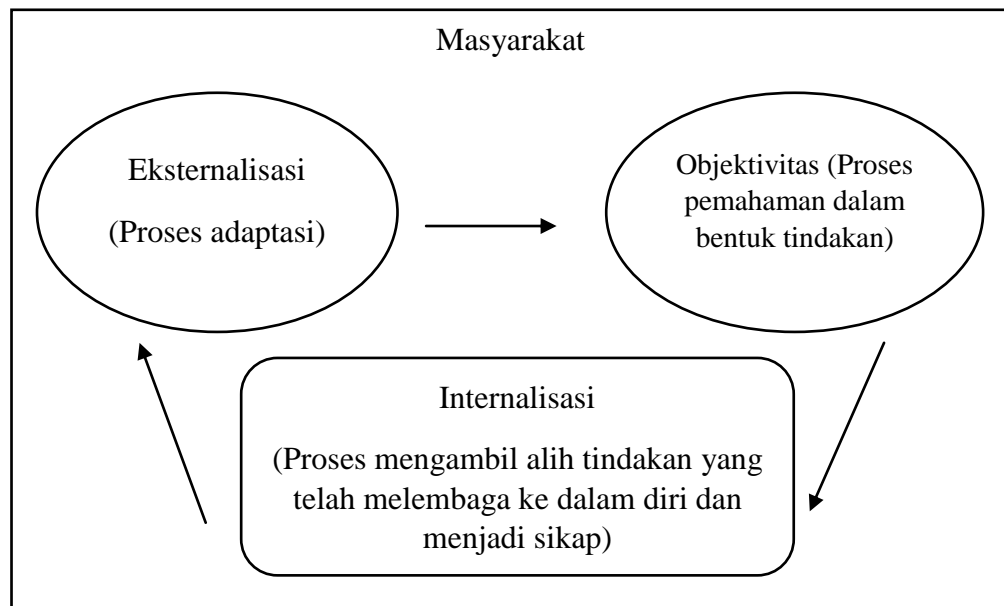 Masyarakat
Eksternalisasi
(Proses adaptasi)
Objektivitas (Proses
pemahaman dalam
bentuk tindakan)
Internalisasi
(Proses mengambil alih tindakan yang
telah melembaga ke dalam diri dan
menjadi sikap)